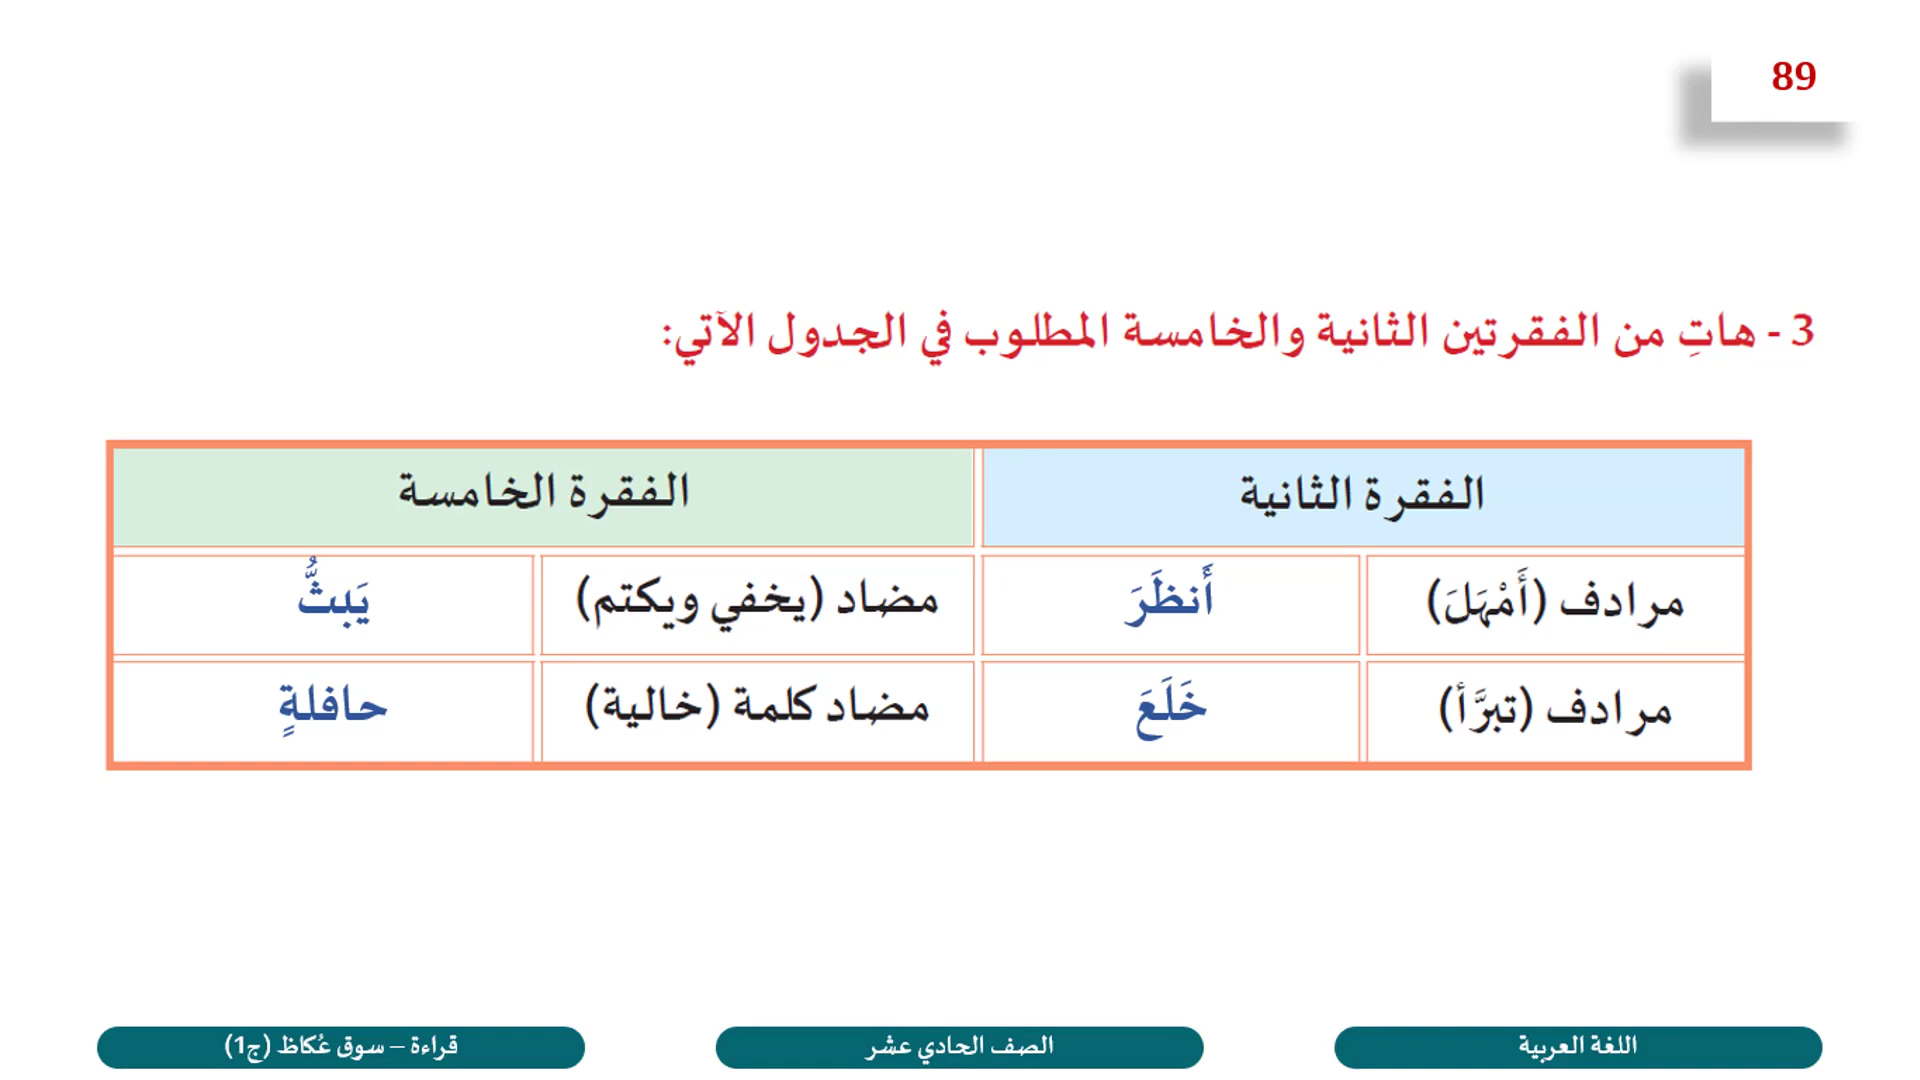 89
3 - هاتِ من الفقرتين الثانية والخامسة المطلوب في الجدول الآتي:
الفقرة الثانية الفقرة الخامسة
مرادف (أَمْهَلَ) أَنظَرَ مضاد (يخفي ويكتم) يَبثُّ
مرادف (تبرَّأ) خَلَعَ مضاد كلمة (خالية) حافلةٍ
اللغة العربية الصف الحادي عشر قراءة – سوق عُكاظ (ج1)